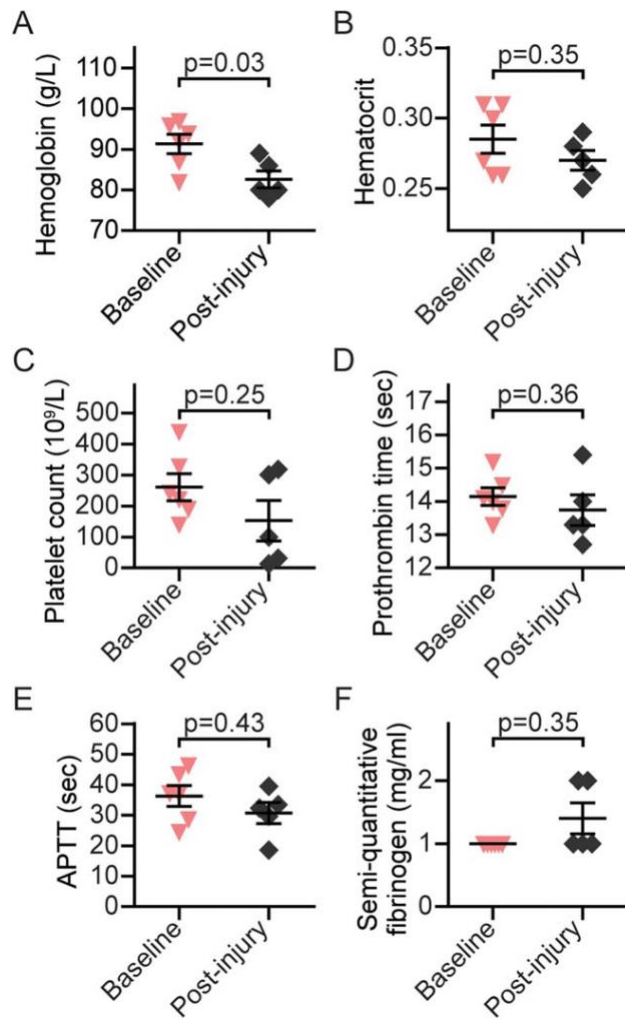 A
Hemoglobin (g/L)
110
100
90
80
70
p=0.03
Baseline
Post-injury
B
Hematocrit
0.35
0.30
0.25
p=0.35
Baseline
Post-injury
C
Platelet count (10⁹/L)
500
400
300
200
100
0
p=0.25
Baseline
Post-injury
D
Prothrombin time (sec)
17
16
15
14
13
12
p=0.36
Baseline
Post-injury
E
APTT (sec)
60
50
40
30
20
10
0
p=0.43
Baseline
Post-injury
F
Semi-quantitative
fibrinogen (mg/ml)
2
1
0
p=0.35
Baseline
Post-injury